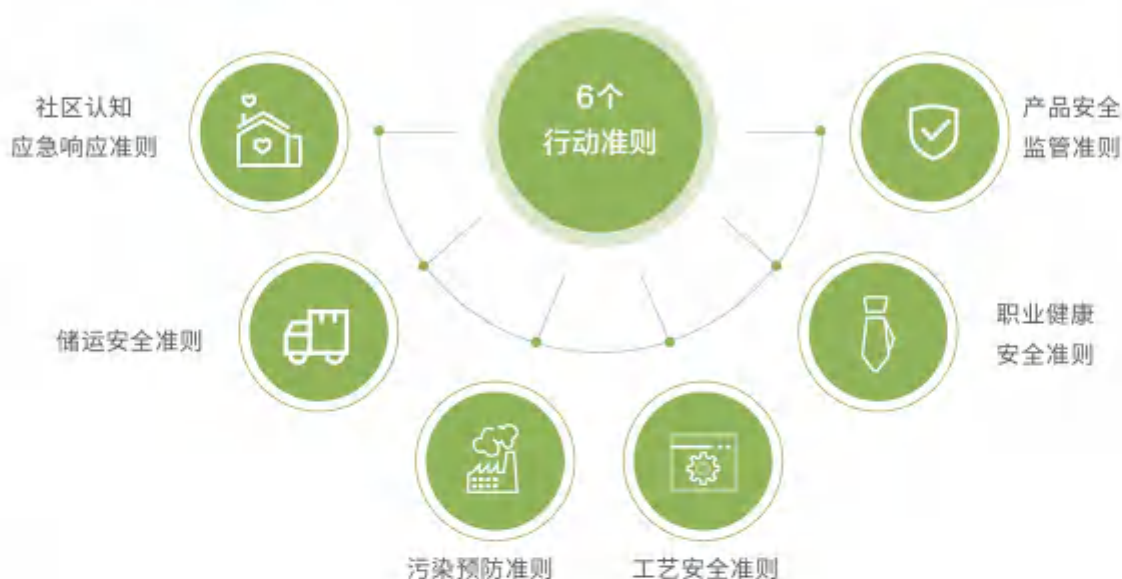 6个
行动准则
社区认知
应急响应准则
储运安全准则
污染预防准则
工艺安全准则
职业健康
安全准则
产品安全
监管准则